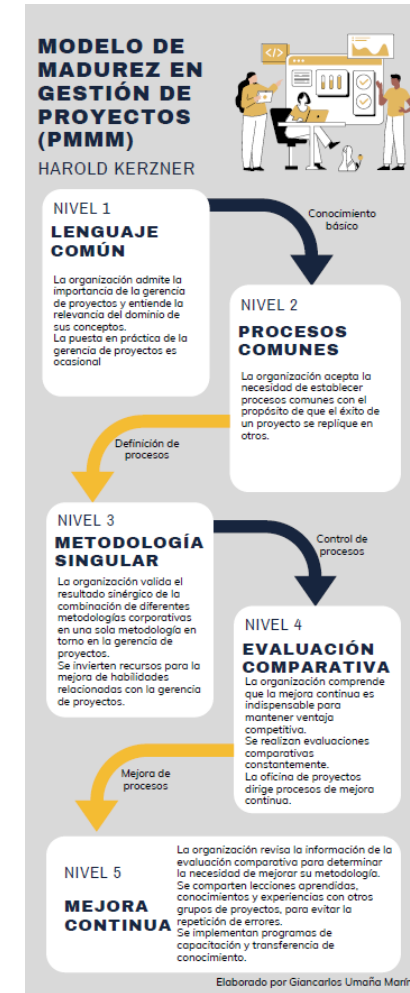 MODELO DE
MADUREZ EN
GESTIÓN DE
PROYECTOS
(PMMM)
HAROLD KERZNER
NIVEL 1
LENGUAJE
COMÚN
La organización admite la
importancia de la gerencia
de proyectos y entiende la
relevancia del dominio de
sus conceptos.
La puesta en práctica de la
gerencia de proyectos es
ocasional
Conocimiento
básico
NIVEL 2
PROCESOS
COMUNES
La organización acepta la
necesidad de establecer
procesos comunes con el
propósito de que el éxito de
un proyecto se replique en
otros.
Definición de
procesos
NIVEL 3
METODOLOGÍA
SINGULAR
La organización valida el
resultado sinérgico de la
combinación de diferentes
metodologías corporativas
en una sola metodología en
torno en la gerencia de
proyectos.
Se invierten recursos para la
mejora de habilidades
relacionadas con la gerencia
de proyectos.
Control de
procesos
NIVEL 4
EVALUACIÓN
COMPARATIVA
La organización comprende
que la mejora continua es
indispensable para
mantener ventaja
competitiva.
Se realizan evaluaciones
comparativas
constantemente.
La oficina de proyectos
dirige procesos de mejora
continua.
Mejora de
procesos
NIVEL 5
MEJORA
CONTINUA
La organización revisa la información de la
evaluación comparativa para determinar
la necesidad de mejorar su metodología.
Se comparten lecciones aprendidas,
conocimientos y experiencias con otros
grupos de proyectos, para evitar la
repetición de errores.
Se implementan programas de
capacitación y transferencia de
conocimiento.
Elaborado por Giancarlos Umaña Marín